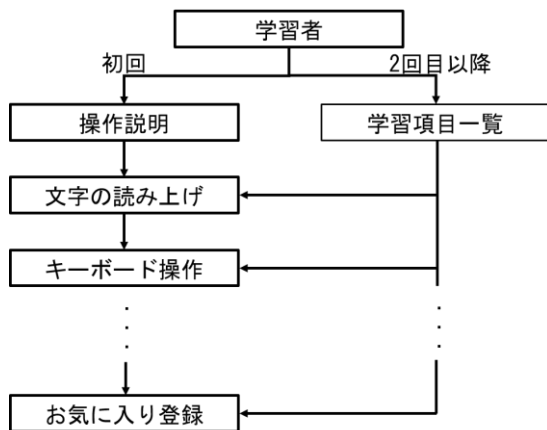 学習者
初回
2回目以降
操作説明
学習項目一覧
文字の読み上げ
キーボード操作
お気に入り登録